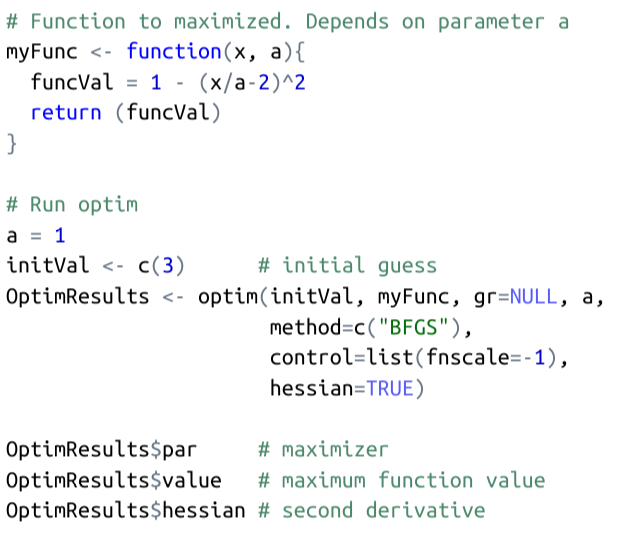 # Function to maximized. Depends on parameter a
myFunc <- function(x, a){
  funcVal = 1 - (x/a-2)^2
  return (funcVal)
}

# Run optim
a = 1
initVal <- c(3)      # initial guess
OptimResults <- optim(initVal, myFunc, gr=NULL, a,
                      method=c("BFGS"),
                      control=list(fnscale=-1),
                      hessian=TRUE)

OptimResults$par     # maximizer
OptimResults$value   # maximum function value
OptimResults$hessian # second derivative